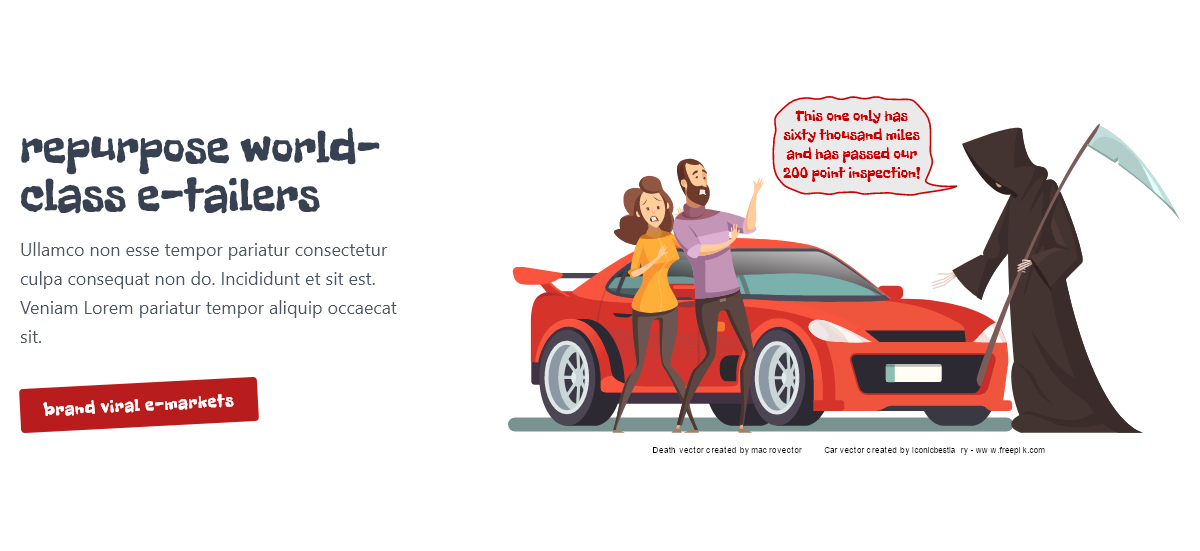 repurpose world-
class e-tailers
Ullamco non esse tempor pariatur consectetur
culpa consequat non do. Incididunt et sit est.
Veniam Lorem pariatur tempor aliquip occaecat
sit.
brand viral e-markets
This one only has
sixty thousand miles
and has passed our
200 point inspection!
Death vector created by macrovector Car vector created by iconicbestiary - www.freepik.com